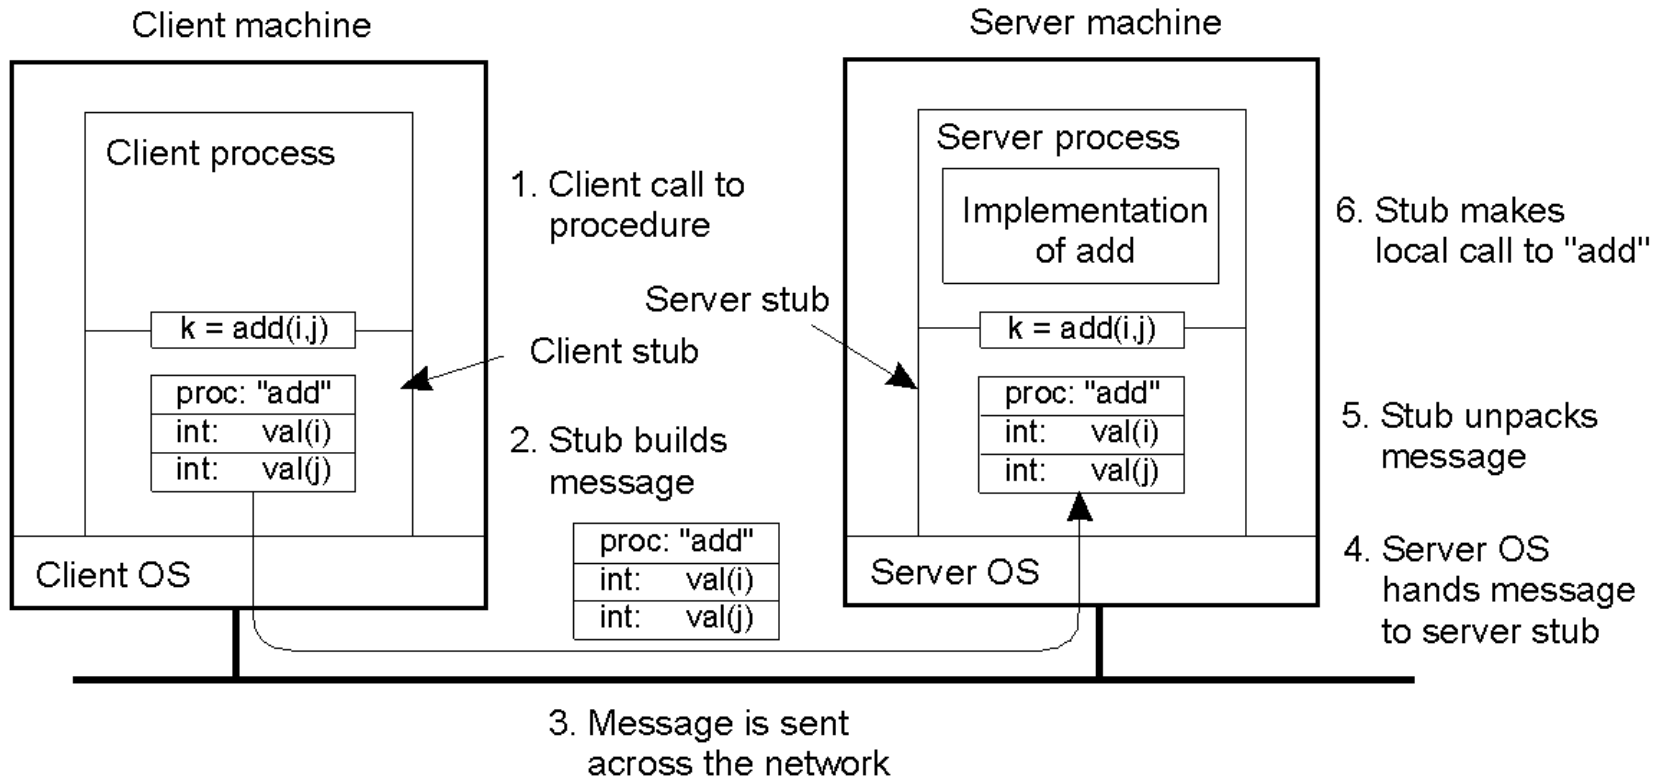 Client machine
Client process
k = add(i,j)
proc: "add"
int: val(i)
int: val(j)
Client OS
1. Client call to
procedure
Client stub
2. Stub builds
message
proc: "add"
int: val(i)
int: val(j)
3. Message is sent
across the network
Server machine
Server process
Implementation
of add
Server stub
k = add(i,j)
proc: "add"
int: val(i)
int: val(j)
Server OS
6. Stub makes
local call to "add"
5. Stub unpacks
message
4. Server OS
hands message
to server stub